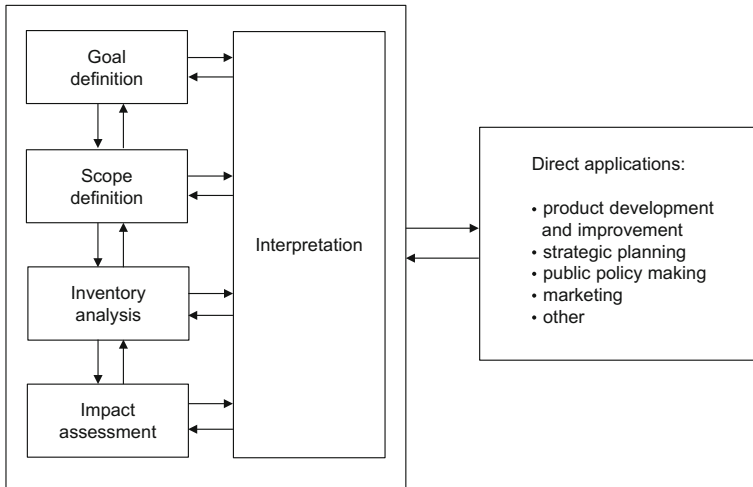 Goal
definition
Scope
definition
Inventory
analysis
Impact
assessment
Interpretation
Direct applications:
• product development
and improvement
• strategic planning
• public policy making
• marketing
• other